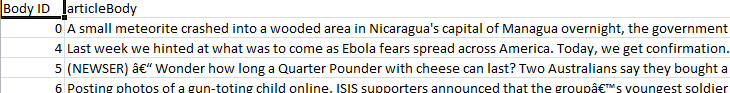 Body ID articleBody
0 A small meteorite crashed into a wooded area in Nicaragua's capital of Managua overnight, the government
4 Last week we hinted at what was to come as Ebola fears spread across America. Today, we get confirmation.
5 (NEWSER) â€“ Wonder how long a Quarter Pounder with cheese can last? Two Australians say they bought a
6 Posting photos of a gun-toting child online, ISIS supporters announced that the groupâ€™s youngest soldier